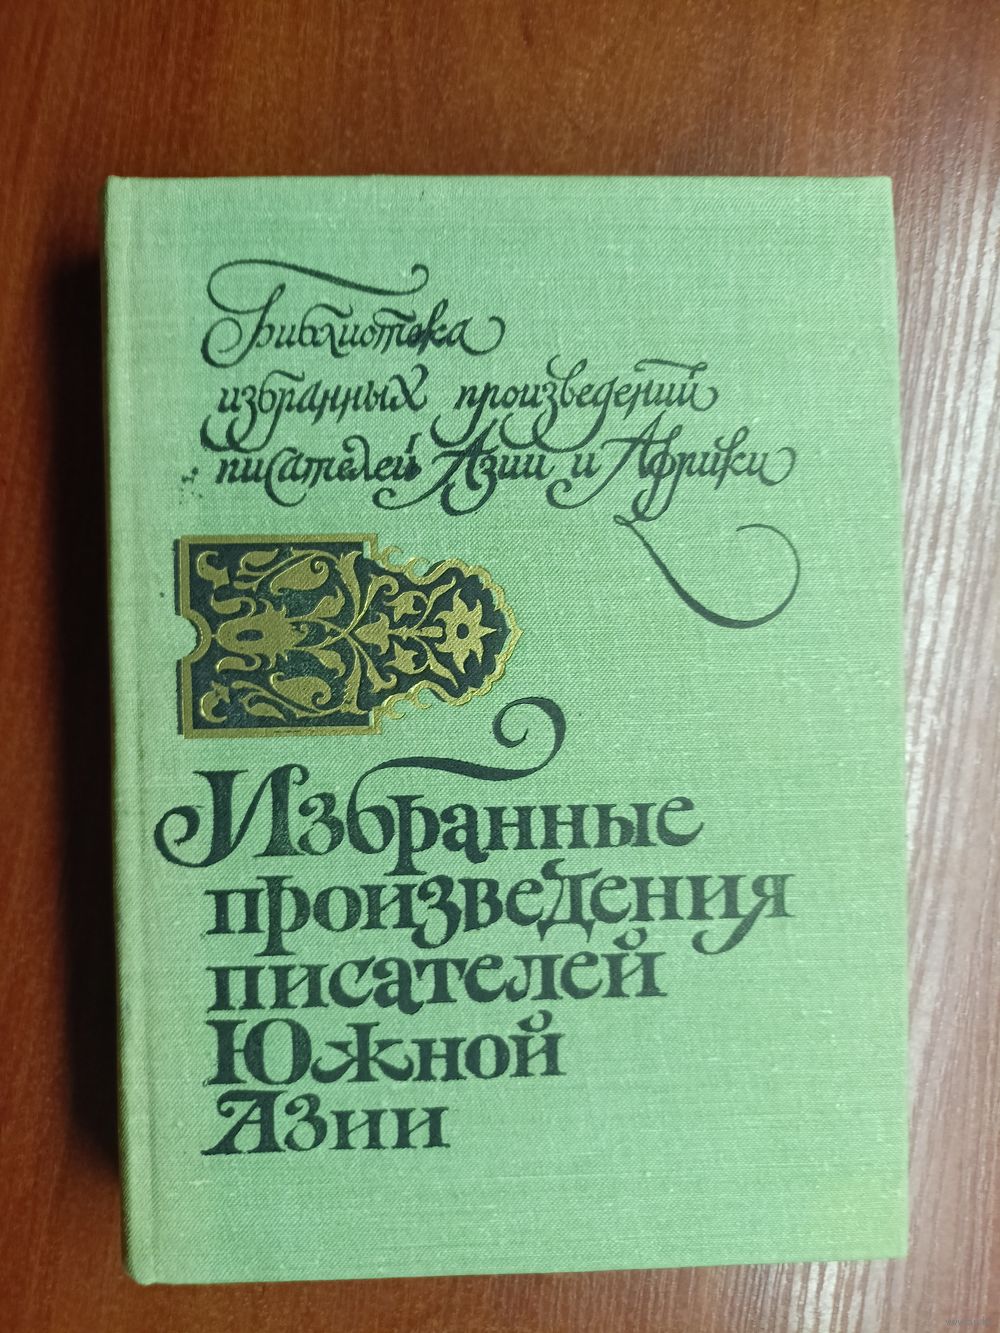 Библиотека
избранных произведений
писателей Азии и Африки
Избранные
произведения
писателей
Южной
Азии